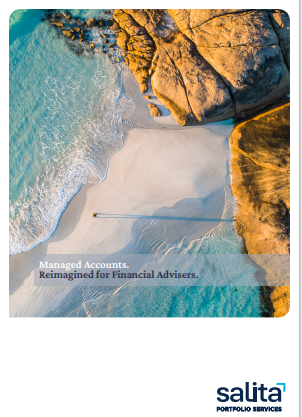 Managed Accounts.
Reimagined for Financial Advisers.
salita
PORTFOLIO SERVICES